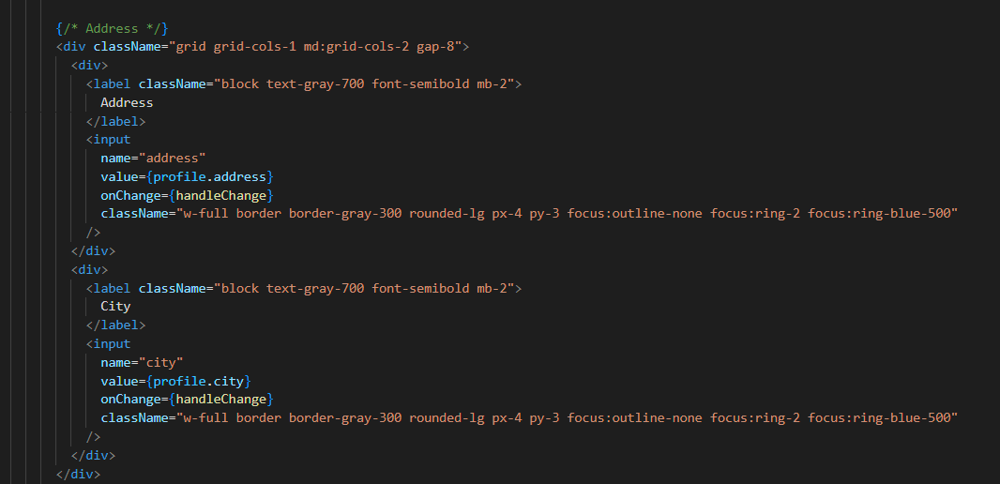 {/* Address */}
<div className="grid grid-cols-1 md:grid-cols-2 gap-8">
<div>
<label className="block text-gray-700 font-semibold mb-2">
Address
</label>
<input
name="address"
value={profile.address}
onChange={handleChange}
className="w-full border border-gray-300 rounded-lg px-4 py-3 focus:outline-none focus:ring-2 focus:ring-blue-500"
/>
</div>
<div>
<label className="block text-gray-700 font-semibold mb-2">
City
</label>
<input
name="city"
value={profile.city}
onChange={handleChange}
className="w-full border border-gray-300 rounded-lg px-4 py-3 focus:outline-none focus:ring-2 focus:ring-blue-500"
/>
</div>
</div>